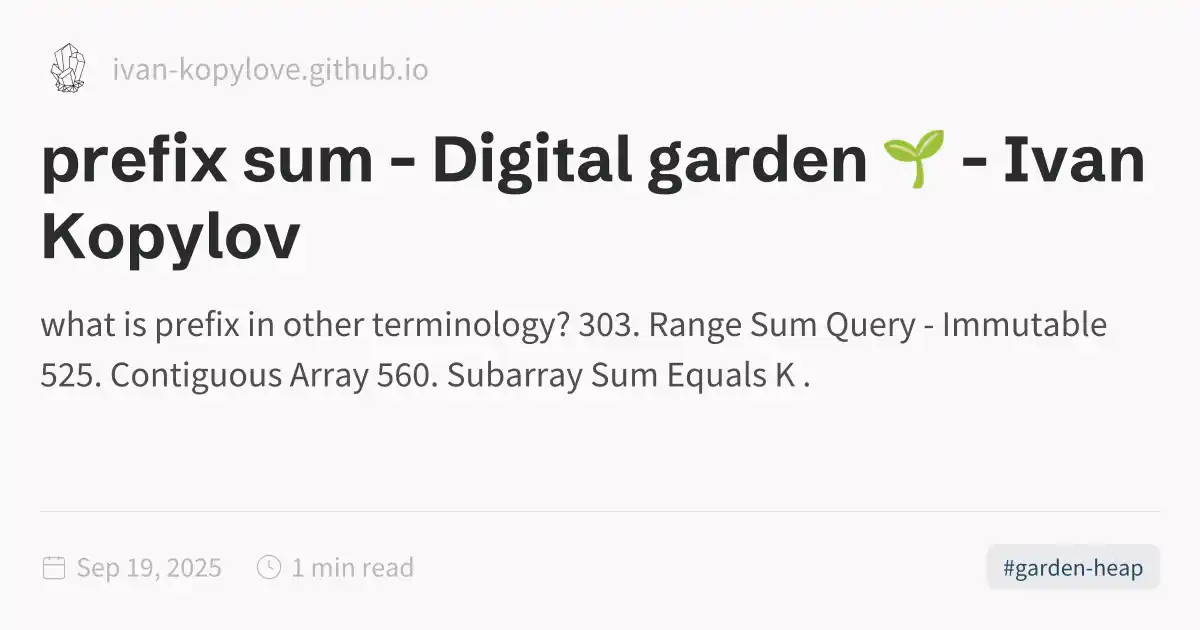 ivan-kopylove.github.io
prefix sum - Digital garden 🌱 - Ivan
Kopylov
what is prefix in other terminology? 303. Range Sum Query - Immutable
525. Contiguous Array 560. Subarray Sum Equals K .
Sep 19, 2025 1 min read #garden-heap